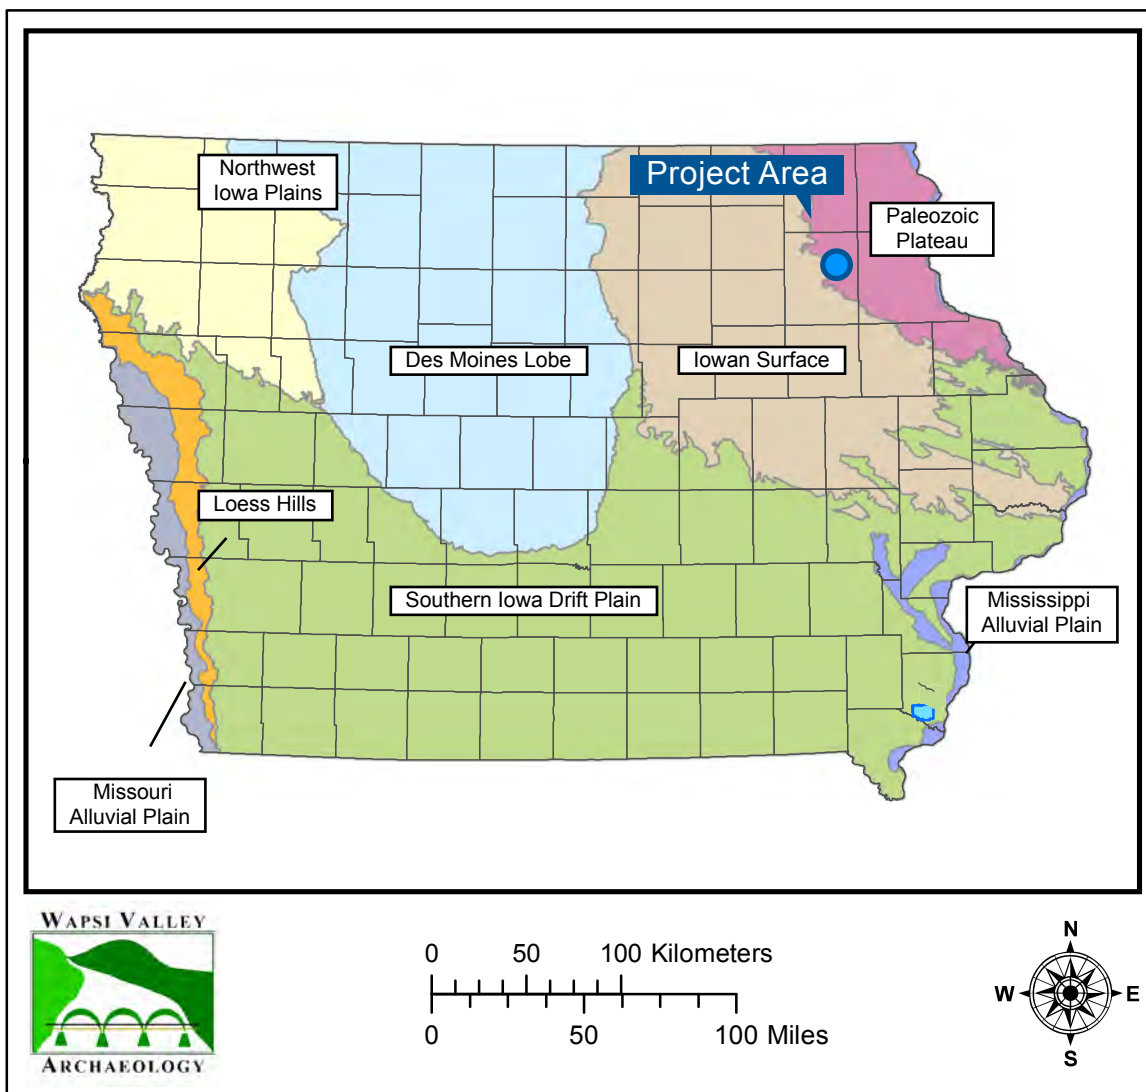 Northwest
Iowa Plains
Project Area
Paleozoic
Plateau
Des Moines Lobe
Iowan Surface
Loess Hills
Southern Iowa Drift Plain
Mississippi
Alluvial Plain
Missouri
Alluvial Plain
WAPSI VALLEY
ARCHAEOLOGY
0 50 100 Kilometers
0 50 100 Miles
N
W E
S